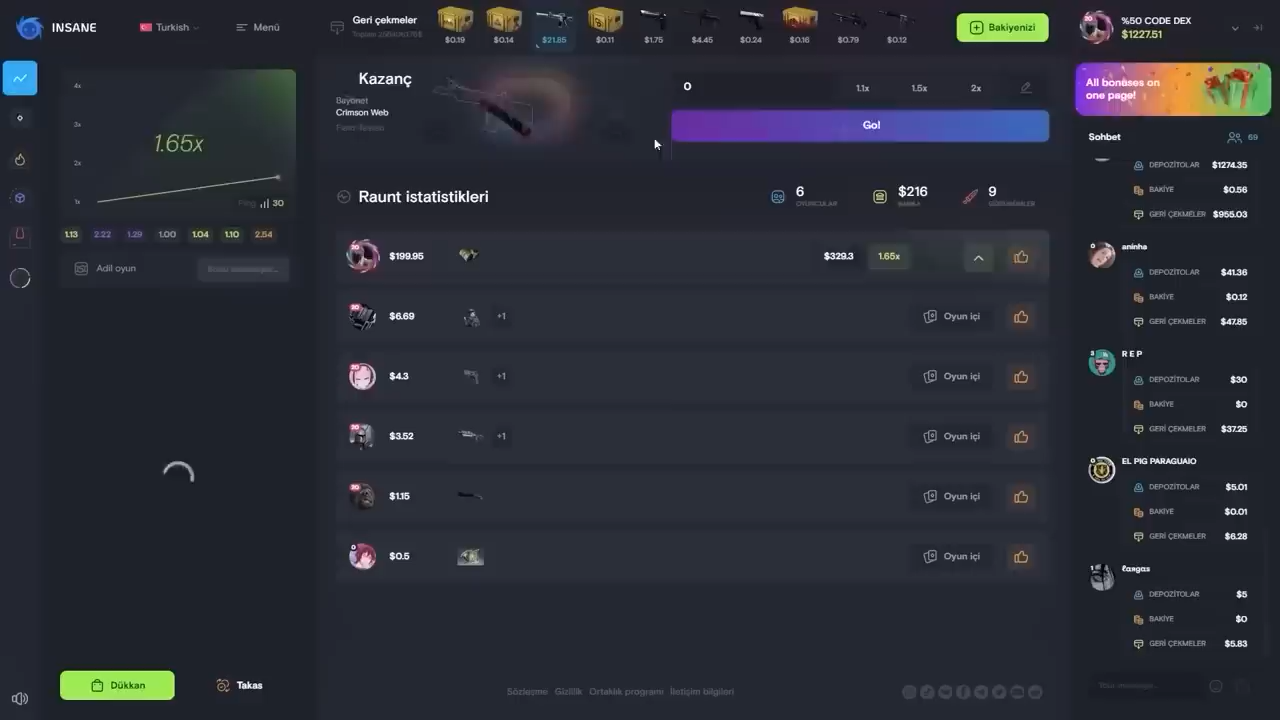 INSANE
Turkish
Menü
Geri çekmeler
$0.19
$0.14
$21.85
$0.11
$1.75
$4.45
$0.24
$0.16
$0.79
$0.12
Bakiyenizi
%50 CODE DEX
$1227.51
4x
3x
2x
1x
1.65x
Ping
30
1.13
2.22
1.29
1.00
1.04
1.10
2.54
Adil oyun
Kazanç
Bayonet
Crimson Web
0
1.1x
1.5x
2x
Go!
Raunt istatistikleri
6
OYUNCULAR
$216
9
$199.95
$329.3
1.65x
$6.69
+1
Oyun içi
$4.3
+1
Oyun içi
$3.52
+1
Oyun içi
$1.15
Oyun içi
$0.5
Oyun içi
Dükkan
Takas
Sözleşme
Gizlilik
Ortaklık programı
İletişim bilgileri
All bonuses on
one page!
Sohbet
69
DEPOZİTOLAR
$1274.35
BAKİYE
$0.56
GERİ ÇEKMELER
$955.03
aninha
DEPOZİTOLAR
$41.36
BAKİYE
$0.12
GERİ ÇEKMELER
$47.85
R E P
DEPOZİTOLAR
$30
BAKİYE
$0
GERİ ÇEKMELER
$37.25
EL PIG PARAGUAIO
DEPOZİTOLAR
$5.01
BAKİYE
$0.01
GERİ ÇEKMELER
$6.28
DEPOZİTOLAR
$5
BAKİYE
$0
GERİ ÇEKMELER
$5.83